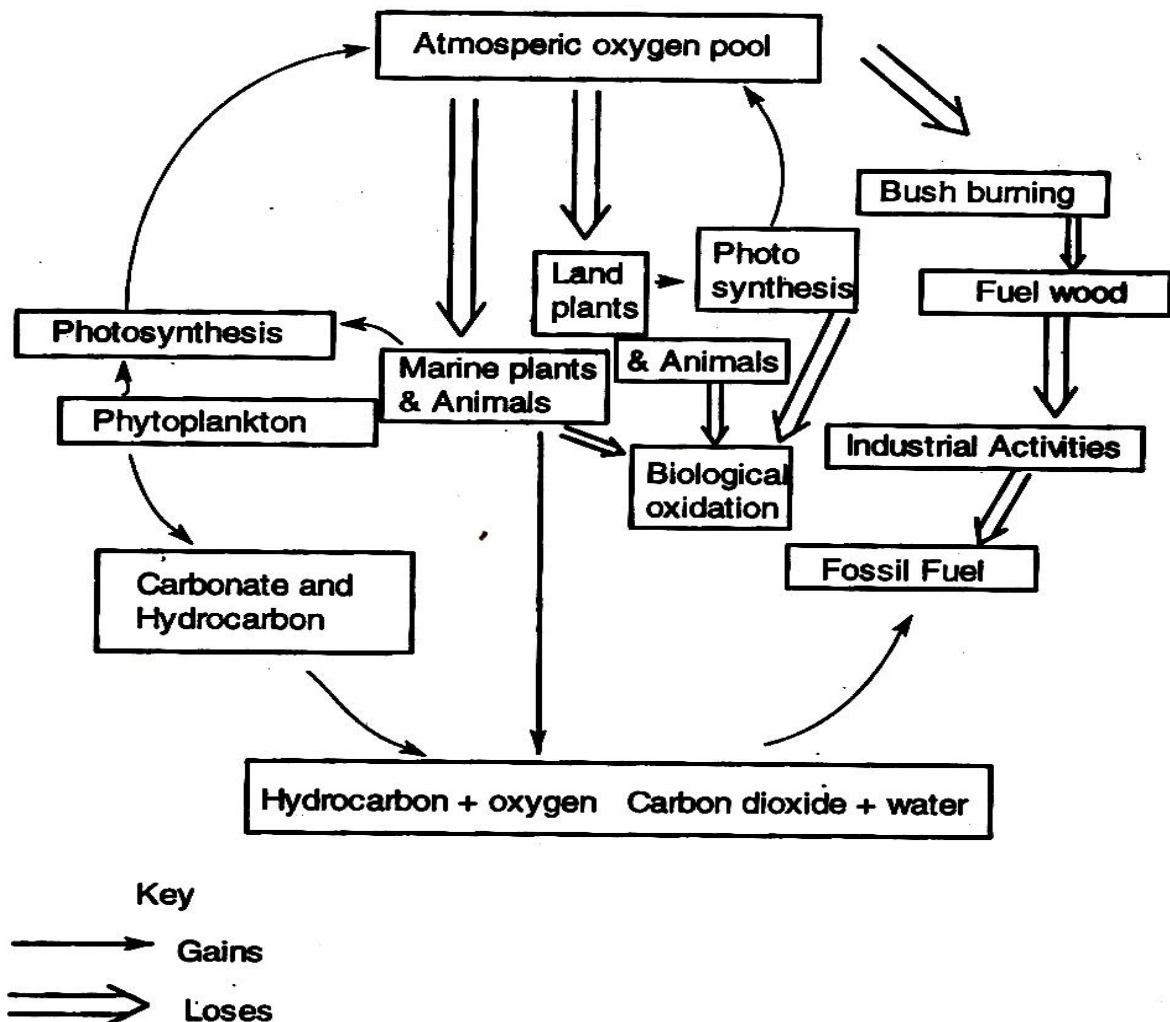 Atmosperic oxygen pool
Bush burning
Land
plants
Photo
synthesis
Fuel wood
Photosynthesis
Marine plants
& Animals
& Animals
Phytoplankton
Industrial Activities
Biological
oxidation
Fossil Fuel
Carbonate and
Hydrocarbon
Hydrocarbon + oxygen Carbon dioxide + water
Key
Gains
Loses